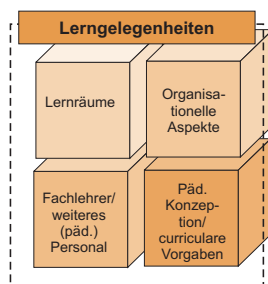 Lerngelegenheiten
Lernräume
Organisa-
tionelle
Aspekte
Fachlehrer/
weiteres
(päd.)
Personal
Päd.
Konzep-
tion/
curriculare
Vorgaben